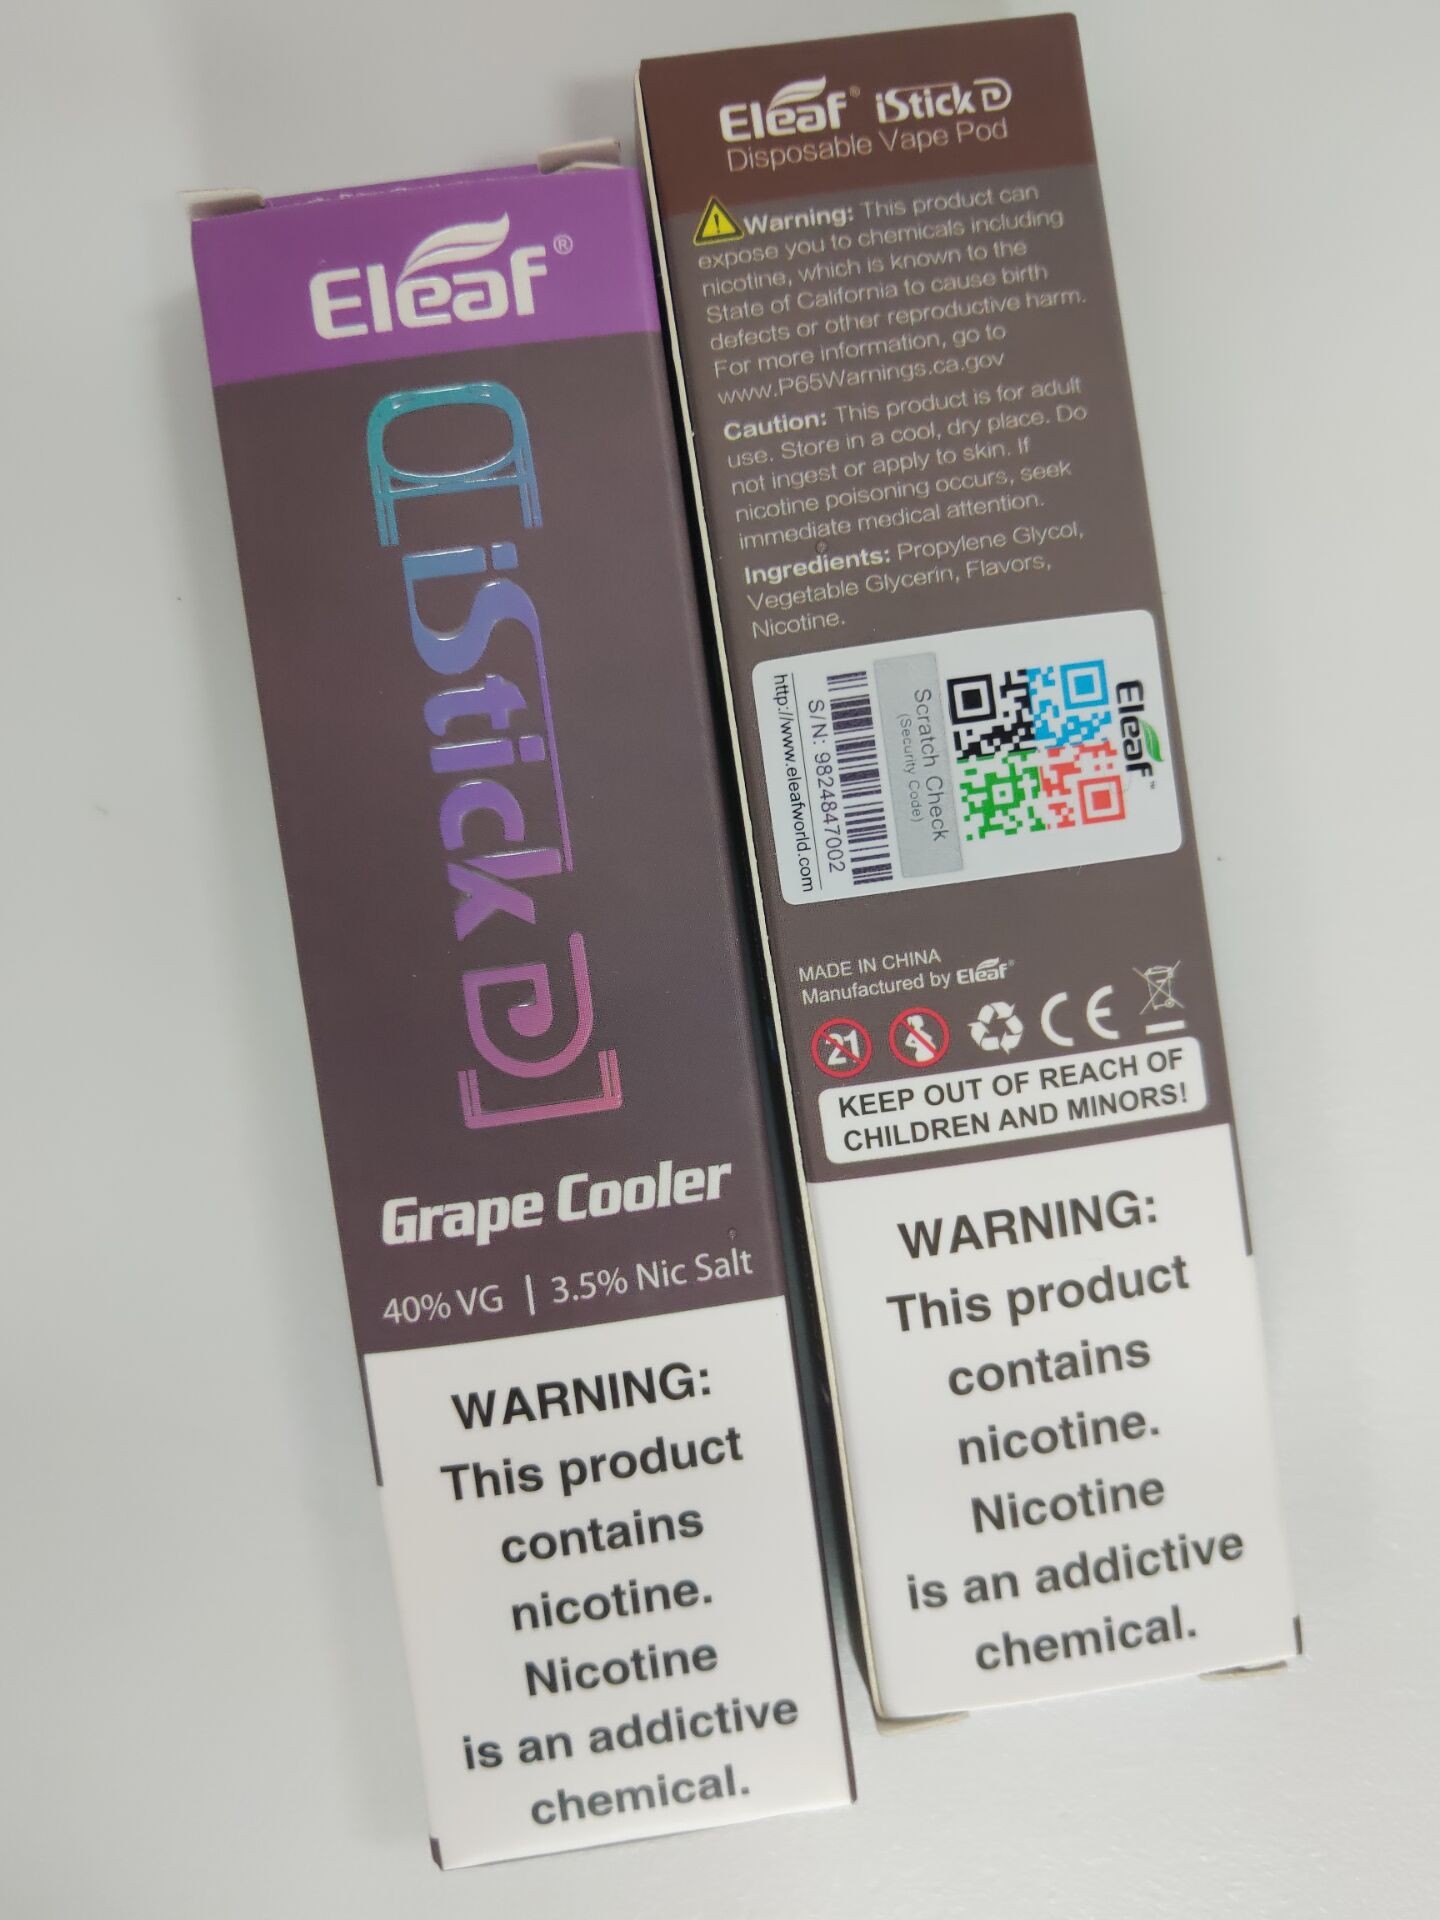 Eleaf®
iStick D
Grape Cooler
40% VG | 3.5% Nic Salt
WARNING:
This product
contains
nicotine.
Nicotine
is an addictive
chemical.
Eleaf® iStick D
Disposable Vape Pod
Warning: This product can
expose you to chemicals including
nicotine, which is known to the
State of California to cause birth
defects or other reproductive harm.
For more information, go to
www.P65Warnings.ca.gov
Caution: This product is for adult
use. Store in a cool, dry place. Do
not ingest or apply to skin. If
nicotine poisoning occurs, seek
immediate medical attention.
Ingredients: Propylene Glycol,
Vegetable Glycerin, Flavors,
Nicotine.
Eleaf™
Scratch Check
(Security Code)
S/N: 9824847002
http://www.eleafworld.com
MADE IN CHINA
Manufactured by Eleaf®
21
CE
KEEP OUT OF REACH OF
CHILDREN AND MINORS!
WARNING:
This product
contains
nicotine.
Nicotine
is an addictive
chemical.